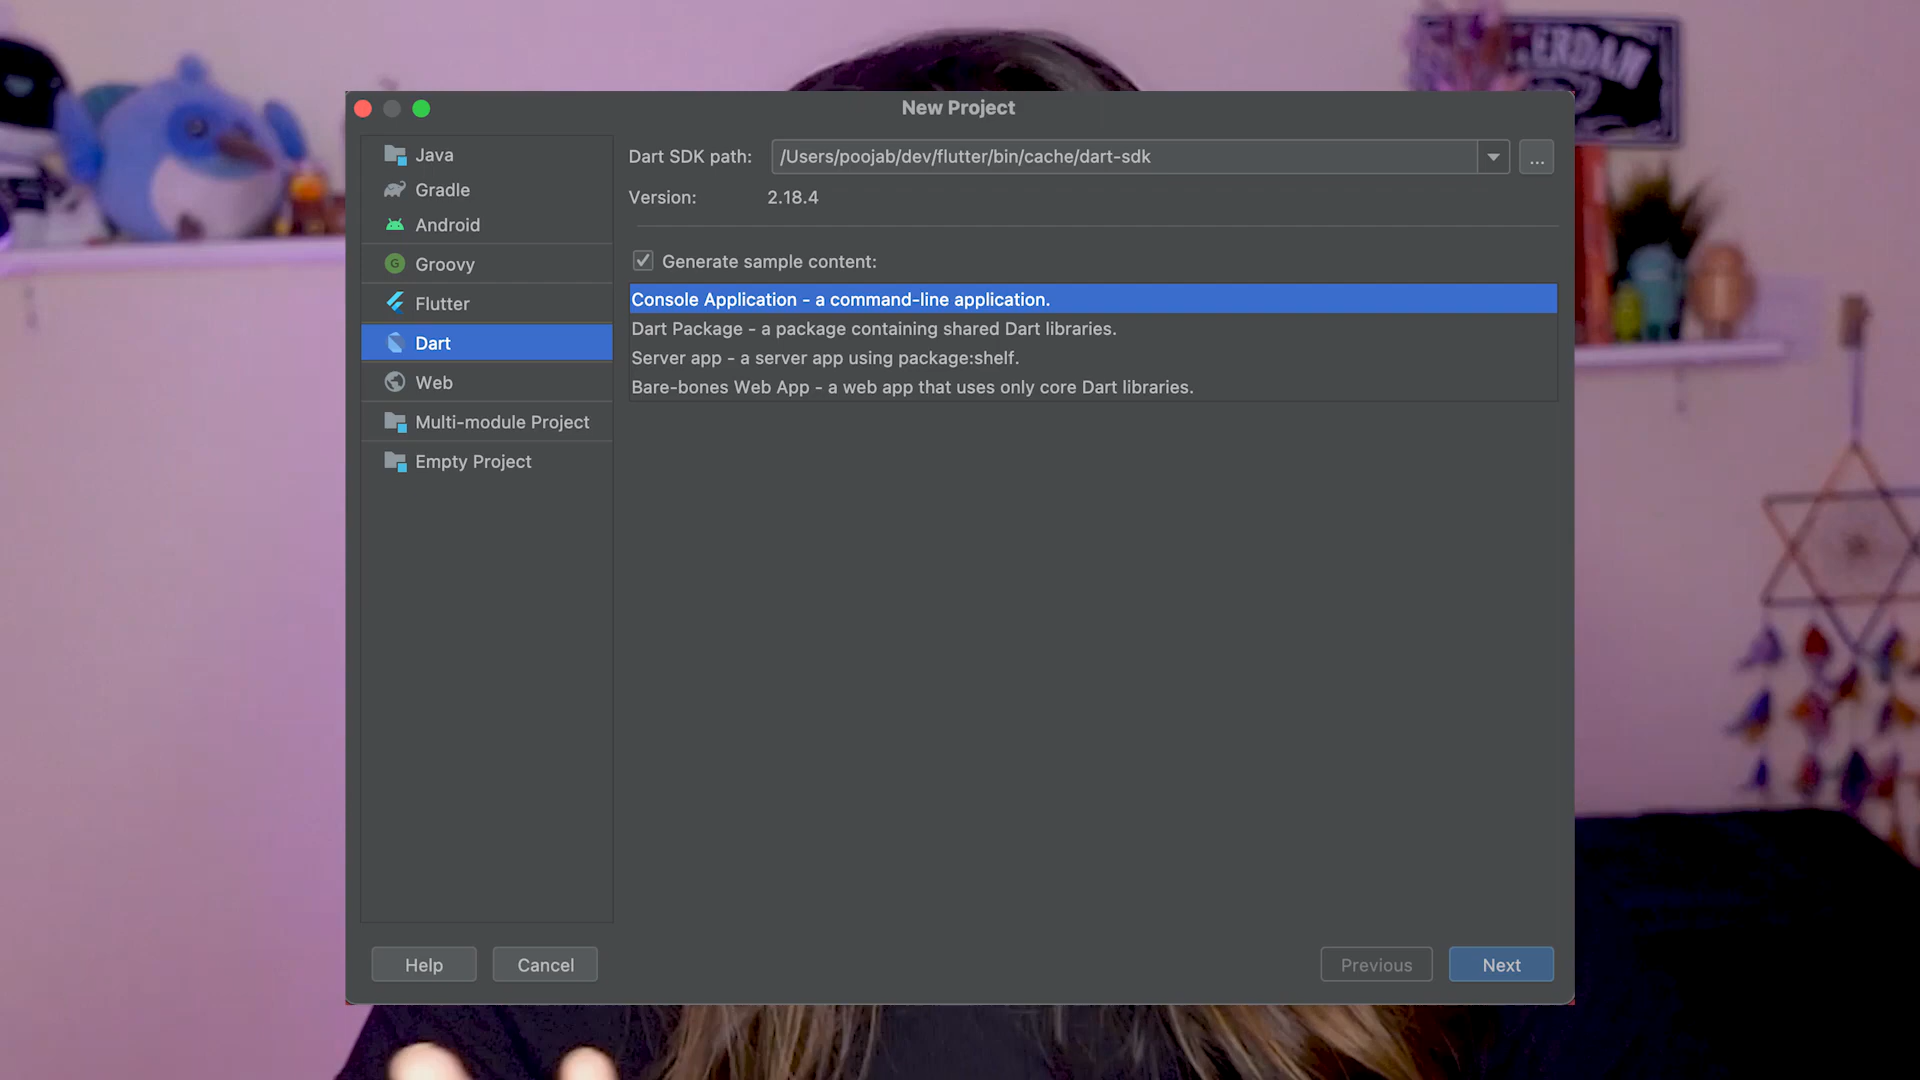 New Project
Java
Gradle
Android
Groovy
Flutter
Dart
Web
Multi-module Project
Empty Project
Dart SDK path: /Users/poojab/dev/flutter/bin/cache/dart-sdk ...
Version: 2.18.4
Generate sample content:
Console Application - a command-line application.
Dart Package - a package containing shared Dart libraries.
Server app - a server app using package:shelf.
Bare-bones Web App - a web app that uses only core Dart libraries.
Help
Cancel
Previous
Next